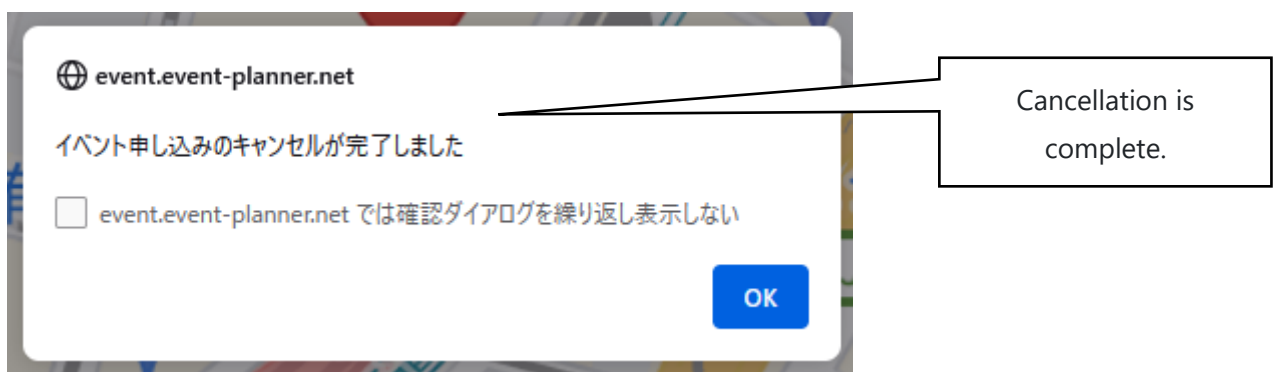 event.event-planner.net
イベント申し込みのキャンセルが完了しました
event.event-planner.net では確認ダイアログを繰り返し表示しない
OK
Cancellation is
complete.